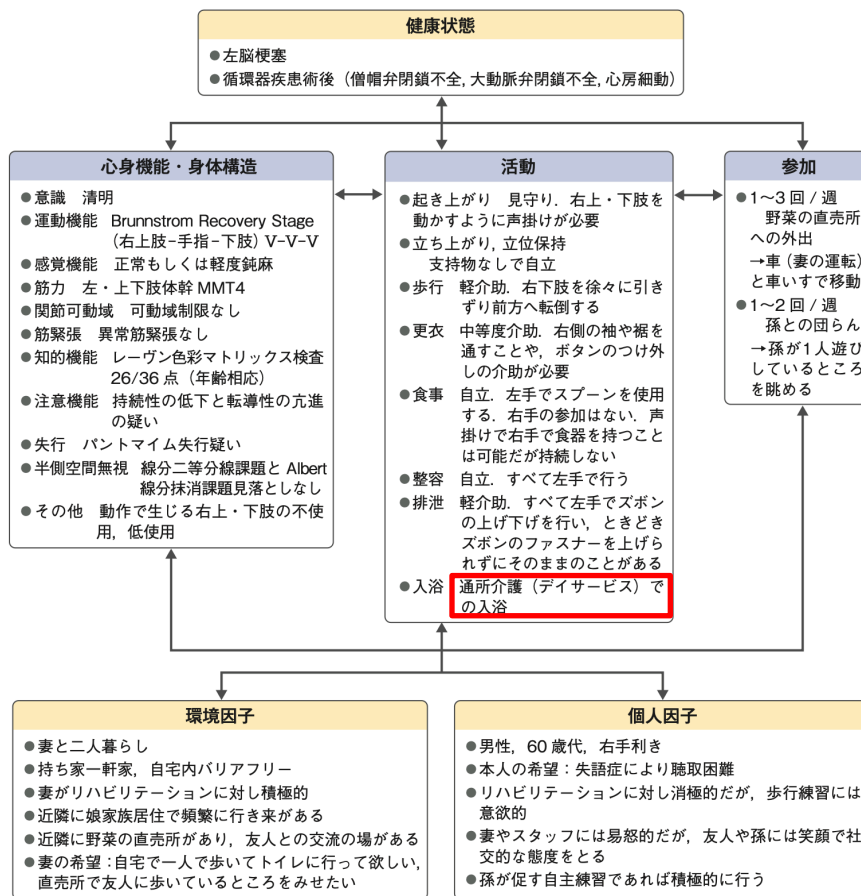 健康状態
●左脳梗塞
●循環器疾患術後（僧帽弁閉鎖不全，大動脈弁閉鎖不全，心房細動）
心身機能・身体構造
●意識　清明
●運動機能　Brunnstrom Recovery Stage
（右上肢−手指−下肢）Ⅴ-Ⅴ-Ⅴ
●感覚機能　正常もしくは軽度鈍麻
●筋力　左・上下肢体幹 MMT4
●関節可動域　可動域制限なし
●筋緊張　異常筋緊張なし
●知的機能　レーヴン色彩マトリックス検査
26/36 点（年齢相応）
●注意機能　持続性の低下と転導性の亢進
の疑い
●失行　パントマイム失行疑い
●半側空間無視　線分二等分線課題と Albert
線分抹消課題見落としなし
●その他　動作で生じる右上・下肢の不使
用，低使用
活動
●起き上がり　見守り．右上・下肢を
動かすように声掛けが必要
●立ち上がり，立位保持
支持物なしで自立
●歩行　軽介助．右下肢を徐々に引き
ずり前方へ転倒する
●更衣　中等度介助．右側の袖や裾を
通すことや，ボタンのつけ外
しの介助が必要
●食事　自立．左手でスプーンを使用
する．右手の参加はない．声
掛けで右手で食器を持つこと
は可能だが持続しない
●整容　自立．すべて左手で行う
●排泄　軽介助．すべて左手でズボン
の上げ下げを行い，ときどき
ズボンのファスナーを上げら
れずにそのままのことがある
●入浴　通所介護（デイサービス）で
の入浴
参加
●1〜3 回 / 週
野菜の直売所
への外出
→車（妻の運転）
と車いすで移動
●1〜2 回 / 週
孫との団らん
→孫が1人遊び
しているところ
を眺める
環境因子
●妻と二人暮らし
●持ち家一軒家，自宅内バリアフリー
●妻がリハビリテーションに対し積極的
●近隣に娘家族居住で頻繁に行き来がある
●近隣に野菜の直売所があり，友人との交流の場がある
●妻の希望：自宅で一人で歩いてトイレに行って欲しい，
直売所で友人に歩いているところをみせたい
個人因子
●男性，60 歳代，右手利き
●本人の希望：失語症により聴取困難
●リハビリテーションに対し消極的だが，歩行練習には
意欲的
●妻やスタッフには易怒的だが，友人や孫には笑顔で社
交的な態度をとる
●孫が促す自主練習であれば積極的に行う